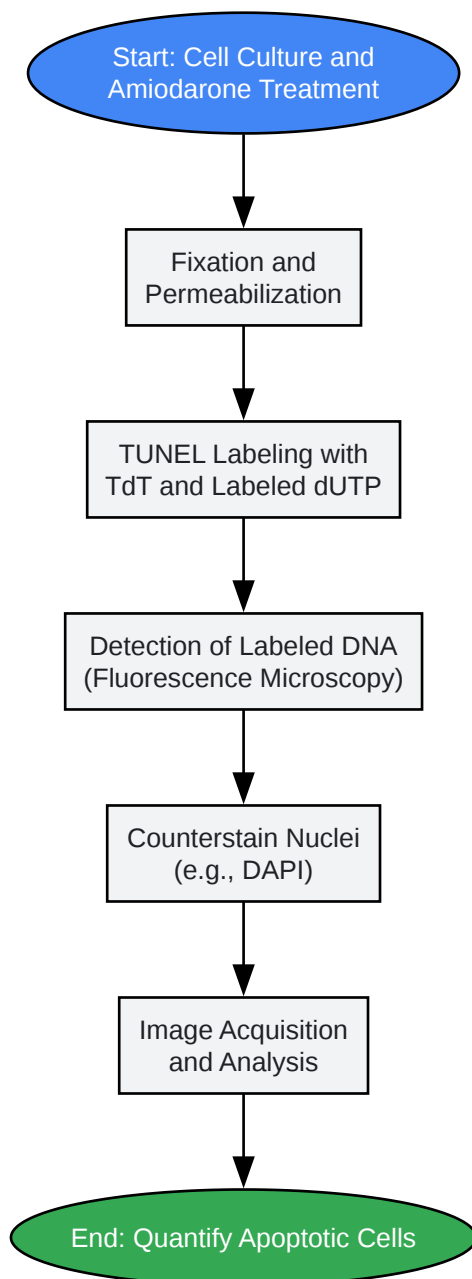 Start: Cell Culture and
Amiodarone Treatment
Fixation and
Permeabilization
TUNEL Labeling with
TdT and Labeled dUTP
Detection of Labeled DNA
(Fluorescence Microscopy)
Counterstain Nuclei
(e.g., DAPI)
Image Acquisition
and Analysis
End: Quantify Apoptotic Cells